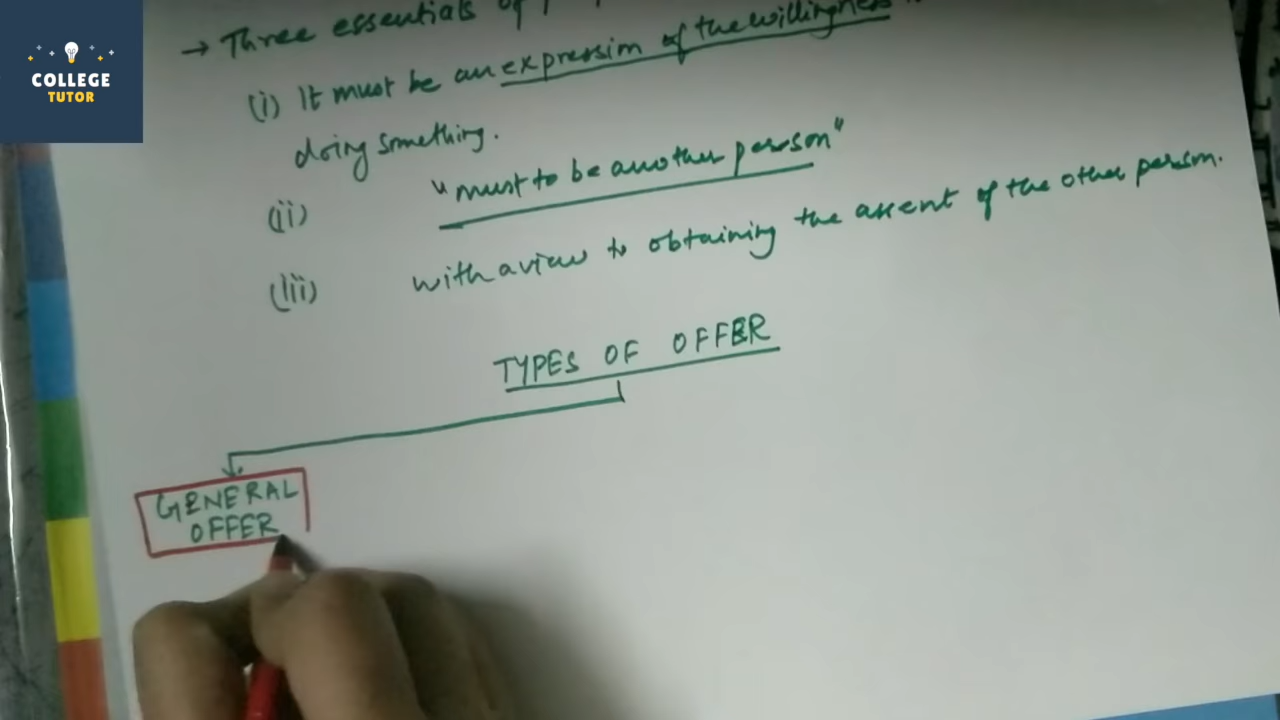 COLLEGE
TUTOR
→ Three essentials of
(i) It must be an expression of the willingness
doing something.
(ii) "must to be another person"
(iii) with a view to obtaining the assent of the other person.
TYPES OF OFFER
GENERAL
OFFER